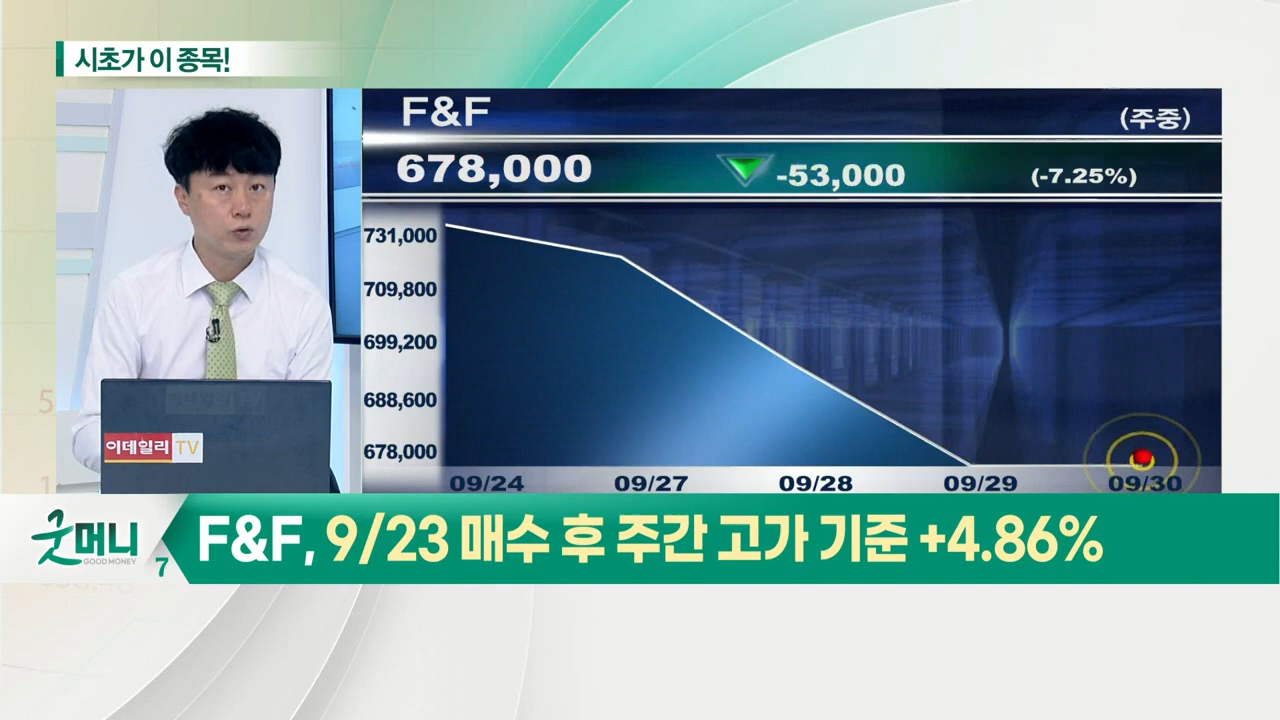 시초가 이 종목!
F&F
(주중)
678,000
-53,000
(-7.25%)
731,000
709,800
699,200
688,600
678,000
09/24
09/27
09/28
09/29
09/30
이데일리 TV
굿머니
GOOD MONEY
7
F&F, 9/23 매수 후 주간 고가 기준 +4.86%
5
1